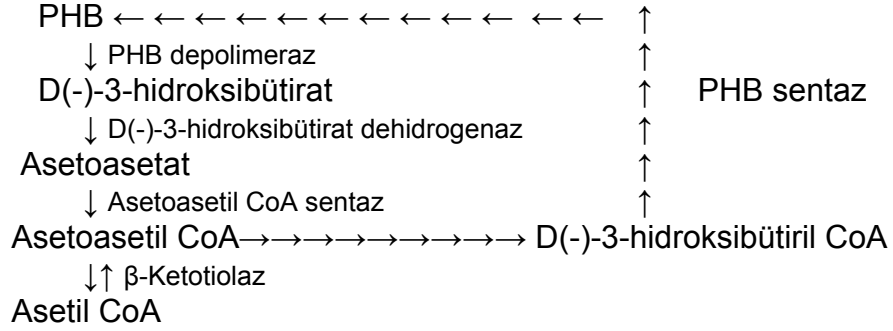 PHB ← ← ← ← ← ← ← ← ← ← ← ↑
↓ PHB depolimeraz ↑
D(-)-3-hidroksibütirat ↑ PHB sentaz
↓ D(-)-3-hidroksibütirat dehidrogenaz ↑
Asetoasetat ↑
↓ Asetoasetil CoA sentaz ↑
Asetoasetil CoA→→→→→→→→→ D(-)-3-hidroksibütiril CoA
↓↑ β-Ketotiolaz
Asetil CoA